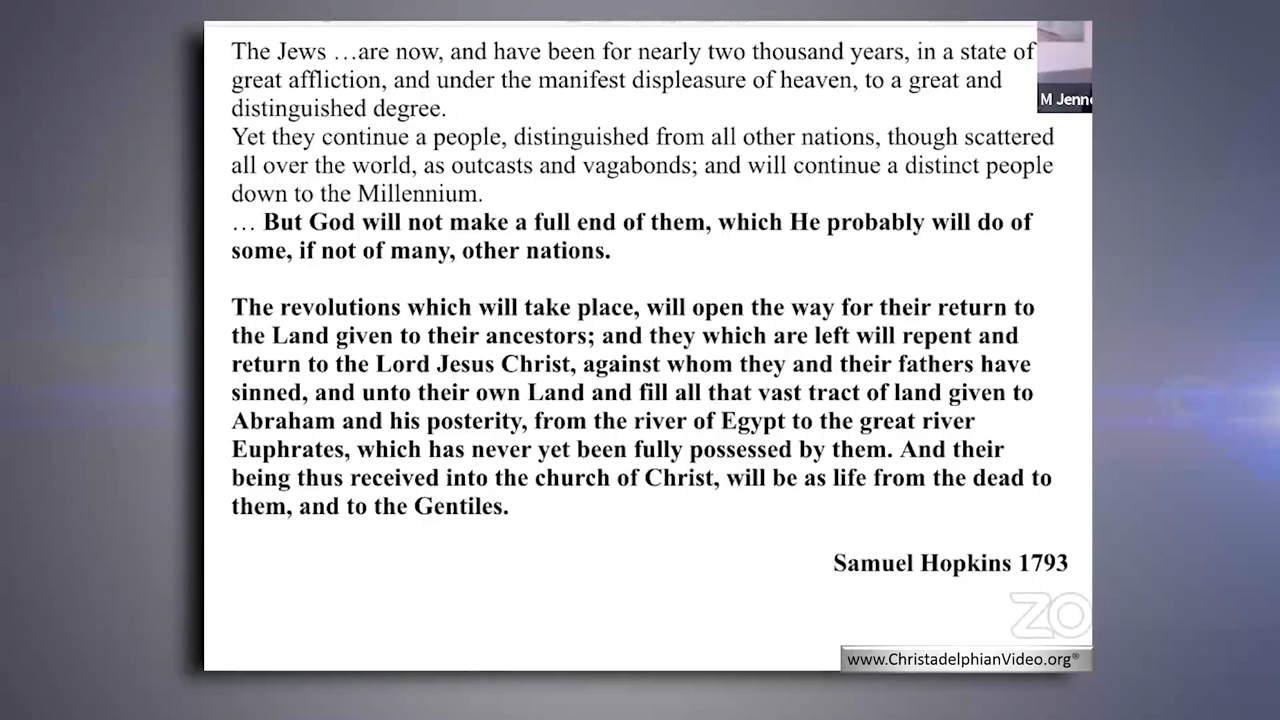 The Jews …are now, and have been for nearly two thousand years, in a state of
great affliction, and under the manifest displeasure of heaven, to a great and
distinguished degree.
M Jenne
Yet they continue a people, distinguished from all other nations, though scattered
all over the world, as outcasts and vagabonds; and will continue a distinct people
down to the Millennium.
… But God will not make a full end of them, which He probably will do of
some, if not of many, other nations.
The revolutions which will take place, will open the way for their return to
the Land given to their ancestors; and they which are left will repent and
return to the Lord Jesus Christ, against whom they and their fathers have
sinned, and unto their own Land and fill all that vast tract of land given to
Abraham and his posterity, from the river of Egypt to the great river
Euphrates, which has never yet been fully possessed by them. And their
being thus received into the church of Christ, will be as life from the dead to
them, and to the Gentiles.
Samuel Hopkins 1793
ZO
www.ChristadelphianVideo.org®